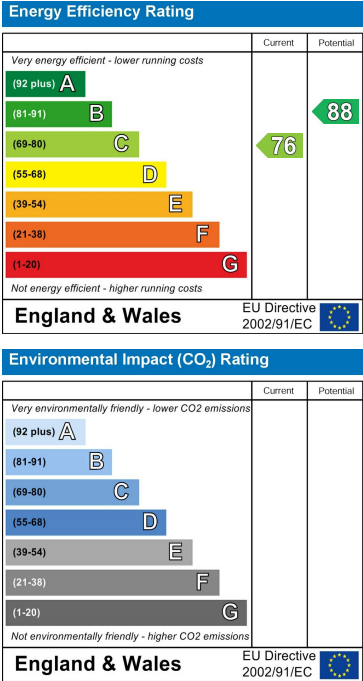 Energy Efficiency Rating
Current Potential
Very energy efficient - lower running costs
(92 plus) A
(81-91) B
88
(69-80) C
76
(55-68) D
(39-54) E
(21-38) F
(1-20) G
Not energy efficient - higher running costs
England & Wales
EU Directive
2002/91/EC
Environmental Impact (CO₂) Rating
Current Potential
Very environmentally friendly - lower CO2 emissions
(92 plus) A
(81-91) B
(69-80) C
(55-68) D
(39-54) E
(21-38) F
(1-20) G
Not environmentally friendly - higher CO2 emissions
England & Wales
EU Directive
2002/91/EC